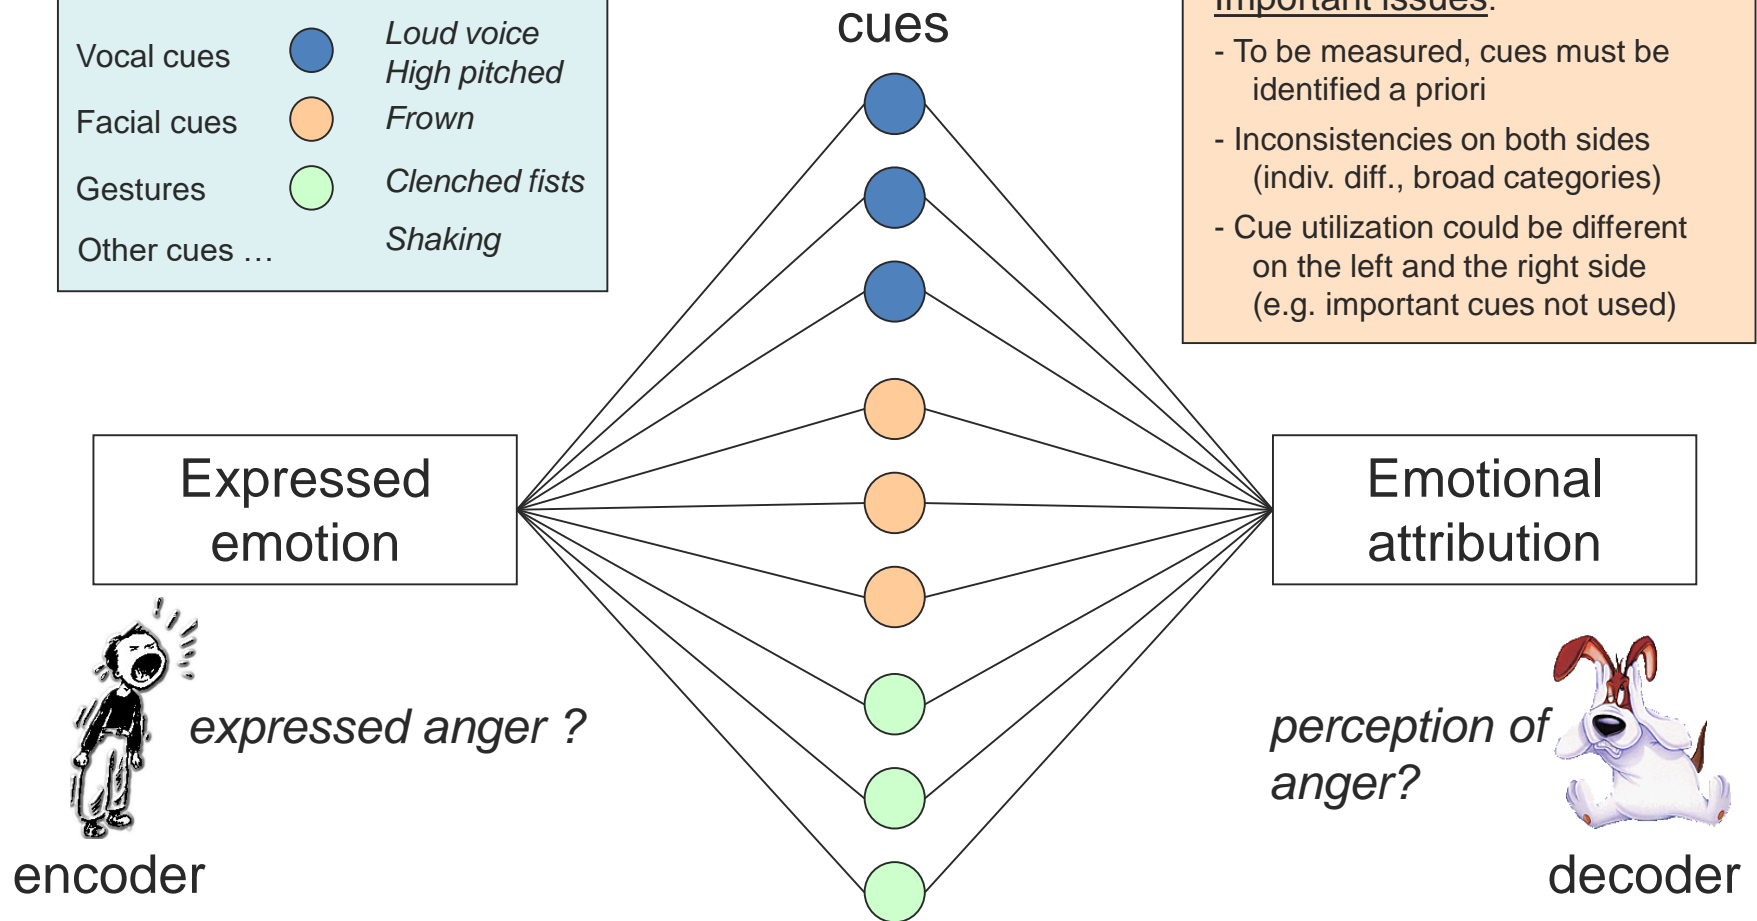 Vocal cues
Loud voice
High pitched
Facial cues
Frown
Gestures
Clenched fists
Other cues …
Shaking
cues
Important issues:
- To be measured, cues must be
identified a priori
- Inconsistencies on both sides
(indiv. diff., broad categories)
- Cue utilization could be different
on the left and the right side
(e.g. important cues not used)
Expressed
emotion
Emotional
attribution
expressed anger ?
perception of
anger?
encoder
decoder